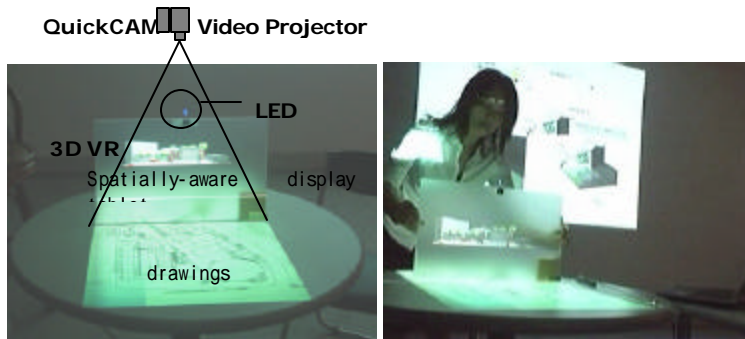 QuickCAM Video Projector
LED
3D VR
Spatially-aware display
drawings